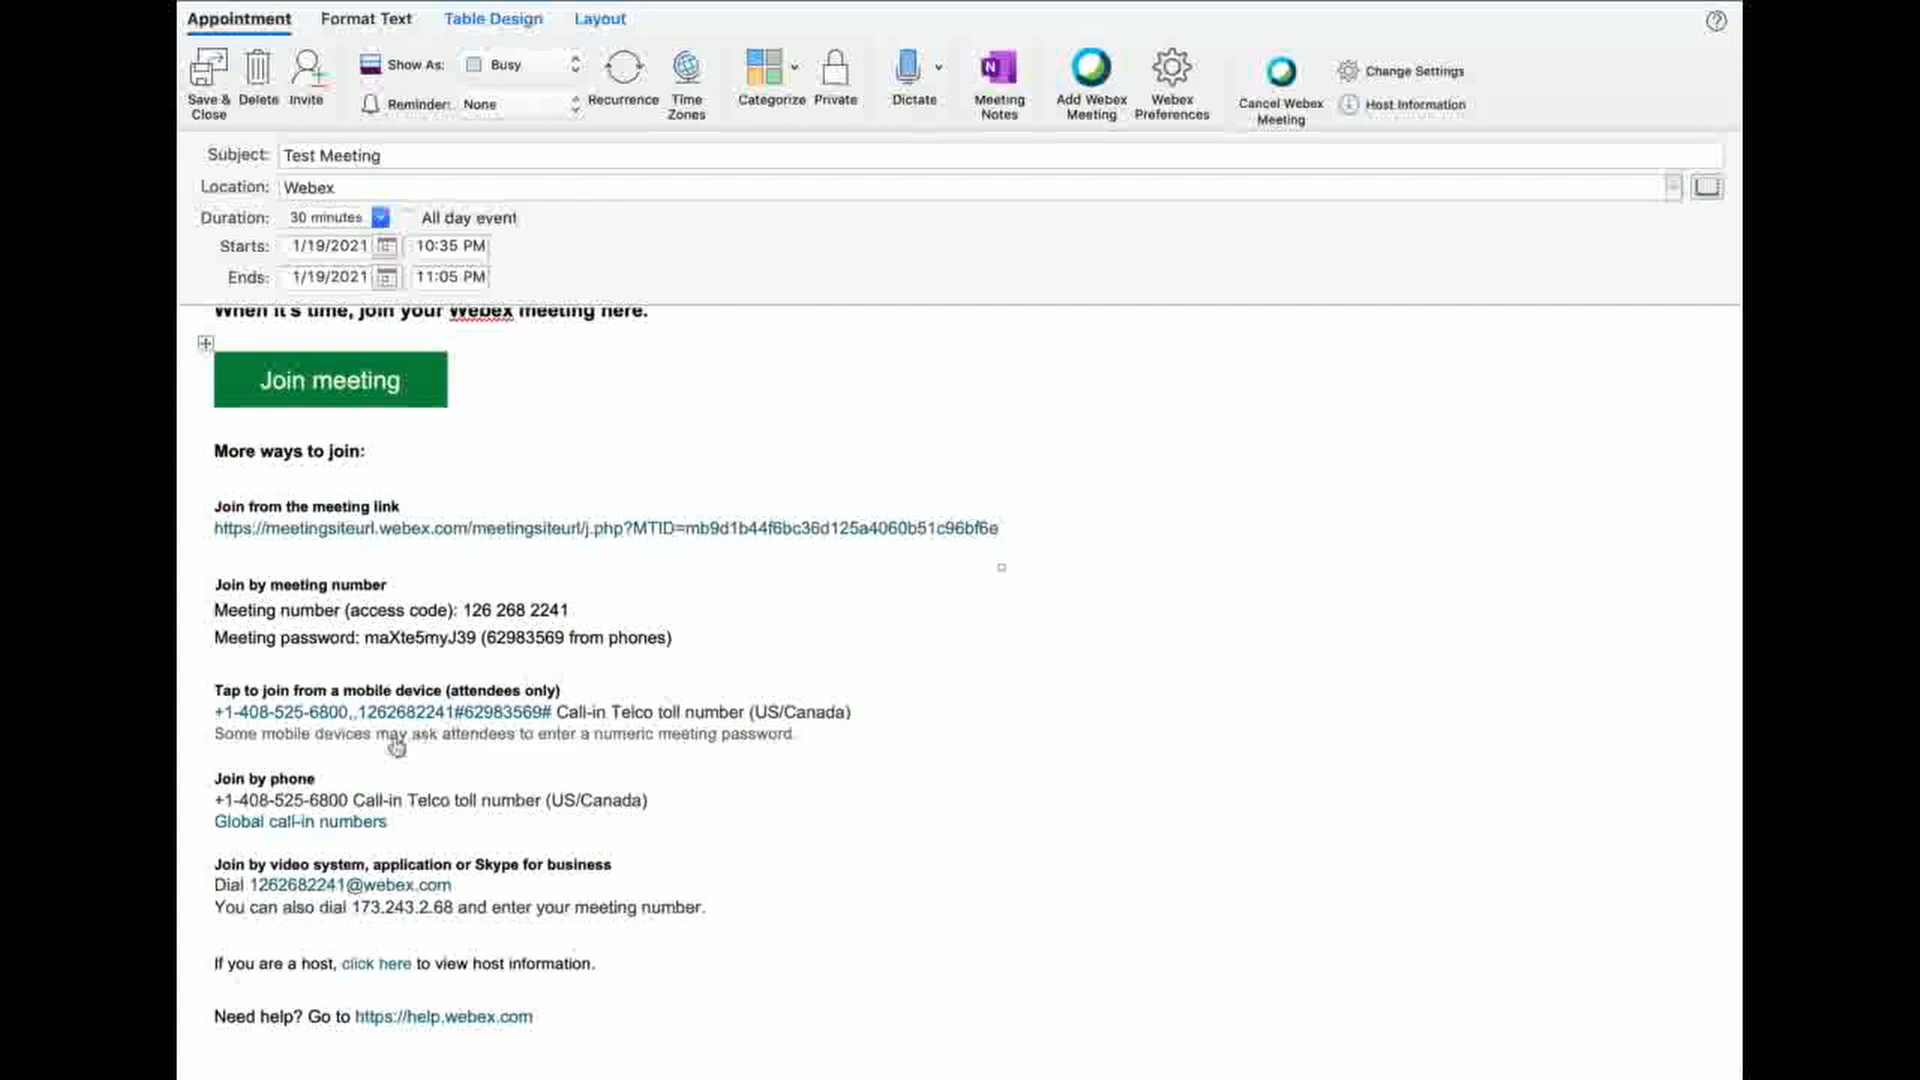 Appointment Format Text Table Design Layout
Save & Close Delete Invite Show As: Busy Reminder: None Recurrence Time Zones Categorize Private Dictate Meeting Notes Add Webex Meeting Webex Preferences Cancel Webex Meeting Change Settings Host Information
Subject: Test Meeting
Location: Webex
Duration: 30 minutes All day event
Starts: 1/19/2021 10:35 PM
Ends: 1/19/2021 11:05 PM
When it's time, join your Webex meeting here.
Join meeting
More ways to join:
Join from the meeting link
https://meetingsiteurl.webex.com/meetingsiteurl/j.php?MTID=mb9d1b44f6bc36d125a4060b51c96bf6e
Join by meeting number
Meeting number (access code): 126 268 2241
Meeting password: maXte5myJ39 (62983569 from phones)
Tap to join from a mobile device (attendees only)
+1-408-525-6800,,1262682241#62983569# Call-in Telco toll number (US/Canada)
Some mobile devices may ask attendees to enter a numeric meeting password.
Join by phone
+1-408-525-6800 Call-in Telco toll number (US/Canada)
Global call-in numbers
Join by video system, application or Skype for business
Dial 1262682241@webex.com
You can also dial 173.243.2.68 and enter your meeting number.
If you are a host, click here to view host information.
Need help? Go to https://help.webex.com